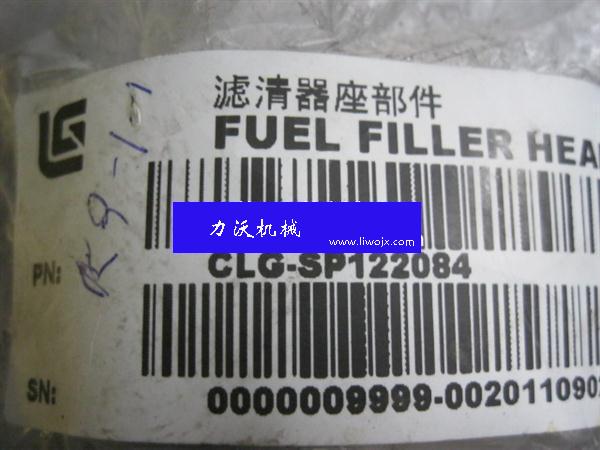 滤清器座部件
FUEL FILLER HEA
力沃机械
www.liwojx.com
PN: CLG-SP122084
SN: 0000009999-0020110902